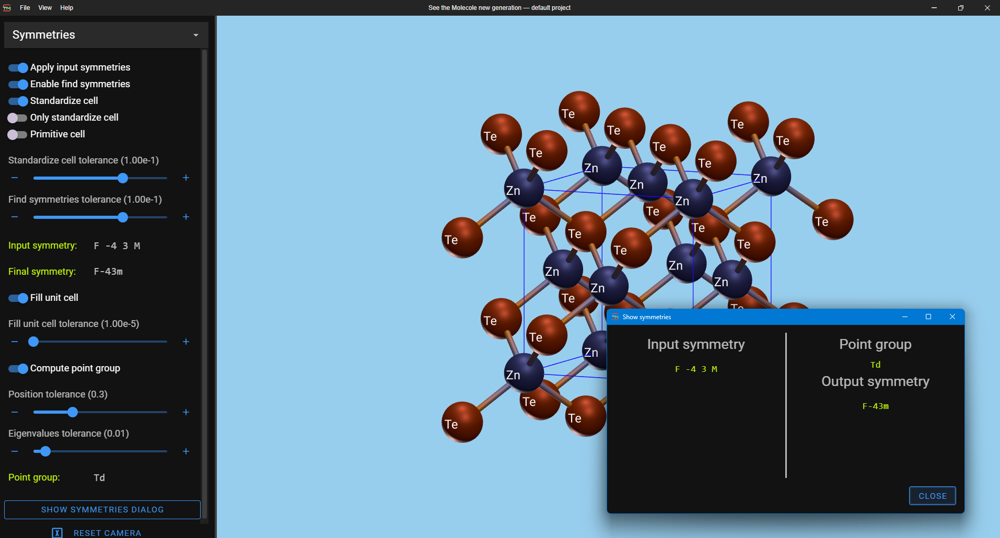 File View Help
See the Molecole new generation — default project
Symmetries
Apply input symmetries
Enable find symmetries
Standardize cell
Only standardize cell
Primitive cell
Standardize cell tolerance (1.00e-1)
Find symmetries tolerance (1.00e-1)
Input symmetry: F -4 3 M
Final symmetry: F-43m
Fill unit cell
Fill unit cell tolerance (1.00e-5)
Compute point group
Position tolerance (0.3)
Eigenvalues tolerance (0.01)
Point group: Td
SHOW SYMMETRIES DIALOG
RESET CAMERA
Te
Te
Te
Te
Te
Te
Te
Te
Zn
Zn
Zn
Zn
Zn
Te
Te
Te
Te
Te
Te
Te
Te
Te
Zn
Zn
Zn
Zn
Te
Te
Te
Te
Zn
Zn
Te
Te
Te
Show symmetries
Input symmetry
F -4 3 M
Point group
Td
Output symmetry
F-43m
CLOSE